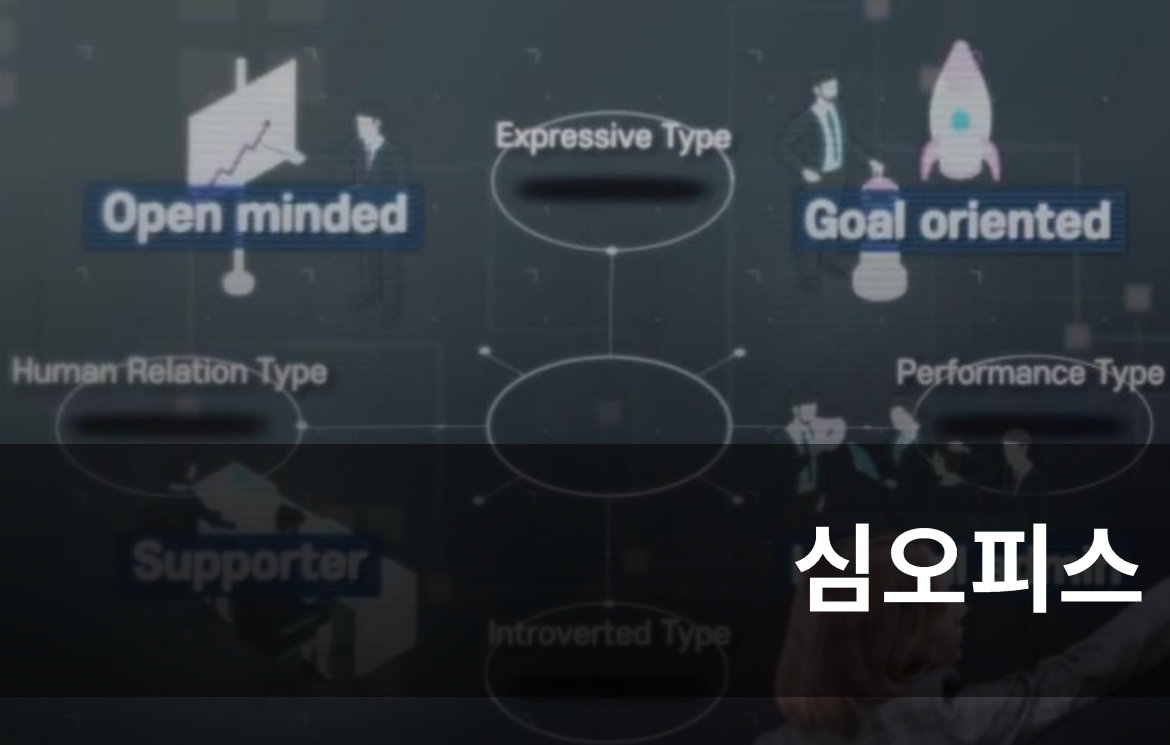 Expressive Type
Open minded
Goal oriented
Human Relation Type
Performance Type
Supporter
심오피스
Introverted Type